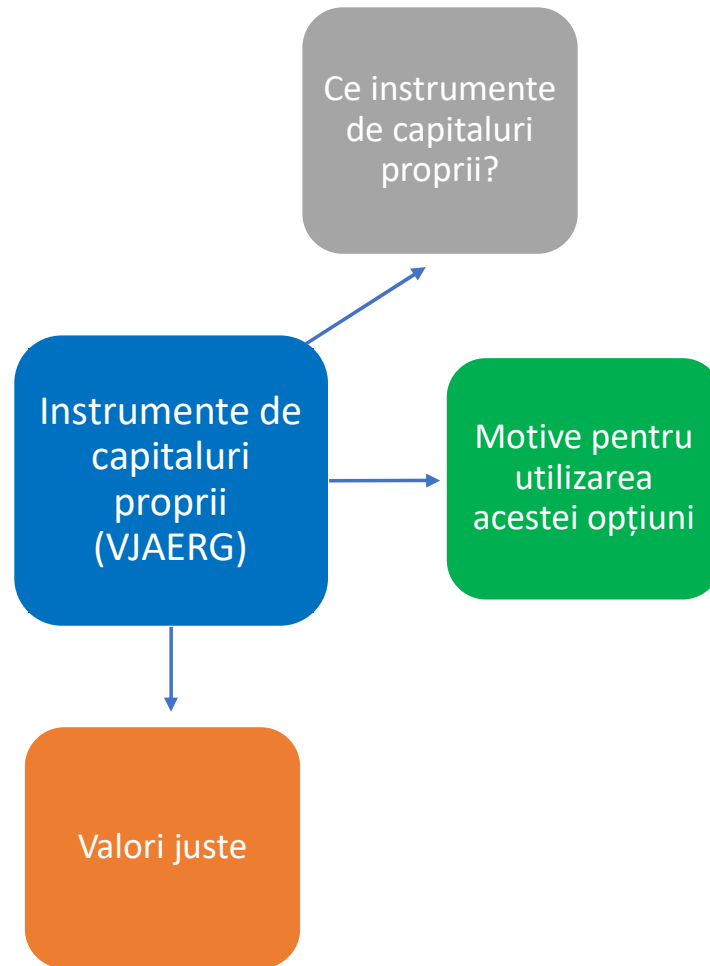 Ce instrumente
de capitaluri
proprii?
Instrumente de
capitaluri
proprii
(VJAERG)
Motive pentru
utilizarea
acestei opțiuni
Valori juste